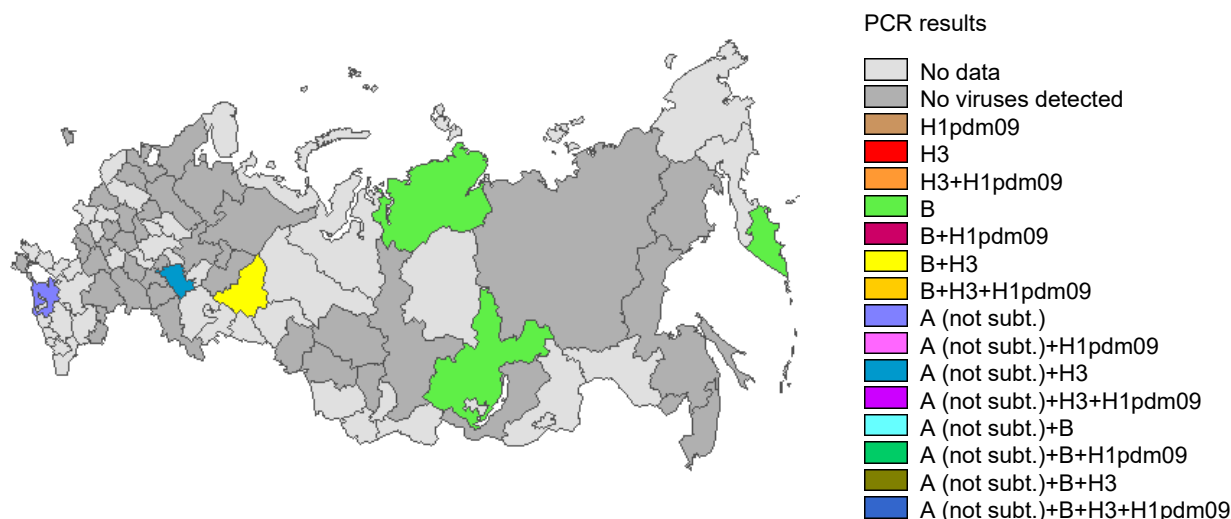 PCR results
No data
No viruses detected
H1pdm09
H3
H3+H1pdm09
B
B+H1pdm09
B+H3
B+H3+H1pdm09
A (not subt.)
A (not subt.)+H1pdm09
A (not subt.)+H3
A (not subt.)+H3+H1pdm09
A (not subt.)+B
A (not subt.)+B+H1pdm09
A (not subt.)+B+H3
A (not subt.)+B+H3+H1pdm09